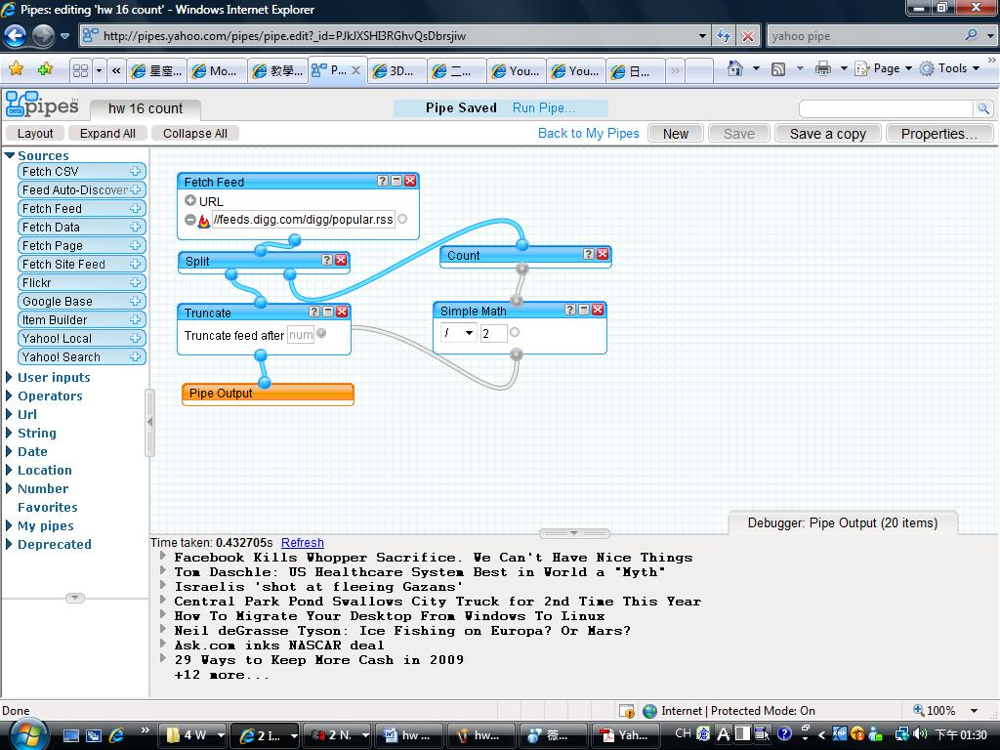 Pipes: editing 'hw 16 count' - Windows Internet Explorer
http://pipes.yahoo.com/pipes/pipe.edit?_id=PJkJXSHI3RGhvQsDbrsjiw
yahoo pipe
«
星座...
Mo...
教學...
P...
3D...
二...
You...
You...
日...
»
Page
Tools
»
pipes
beta
hw 16 count
Pipe Saved Run Pipe...
Layout
Expand All
Collapse All
Back to My Pipes
New
Save
Save a copy
Properties...
Sources
Fetch CSV
Feed Auto-Discover
Fetch Feed
Fetch Data
Fetch Page
Fetch Site Feed
Flickr
Google Base
Item Builder
Yahoo! Local
Yahoo! Search
User inputs
Operators
Url
String
Date
Location
Number
Favorites
My pipes
Deprecated
Fetch Feed
URL
//feeds.digg.com/digg/popular.rss
Split
Count
Truncate
Truncate feed after num
Simple Math
/ 2
Pipe Output
Debugger: Pipe Output (20 items)
Time taken: 0.432705s Refresh
Facebook Kills Whopper Sacrifice. We Can't Have Nice Things
Tom Daschle: US Healthcare System Best in World a "Myth"
Israelis 'shot at fleeing Gazans'
Central Park Pond Swallows City Truck for 2nd Time This Year
How To Migrate Your Desktop From Windows To Linux
Neil deGrasse Tyson: Ice Fishing on Europa? Or Mars?
Ask.com inks NASCAR deal
29 Ways to Keep More Cash in 2009
+12 more...
Done
Internet | Protected Mode: On
100%
»
4 W
2 I...
2 N...
hw ...
hw...
薇...
Yah...
CH
下午 01:30